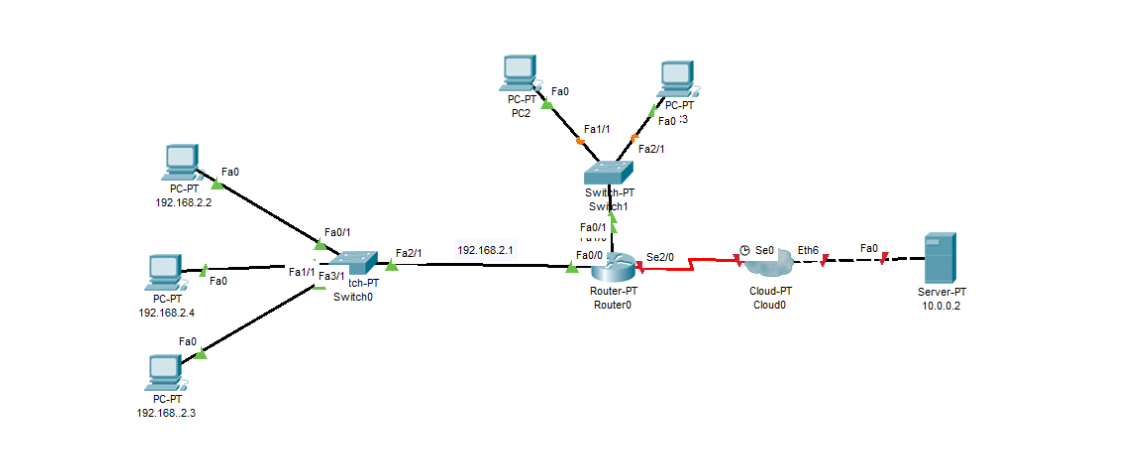 Fa0
PC-PT
PC2
Fa0
PC-PT
:3
Fa1/1
Fa2/1
Switch-PT
Switch1
Fa0/1
PC-PT
192.168.2.2
Fa0
Fa0/1
192.168.2.1
Fa2/1
Fa0/0
Se2/0
Se0
Eth6
Fa0
Fa1/1
Fa3/1
tch-PT
Switch0
PC-PT
192.168.2.4
Fa0
Router-PT
Router0
Cloud-PT
Cloud0
Server-PT
10.0.0.2
Fa0
PC-PT
192.168..2.3